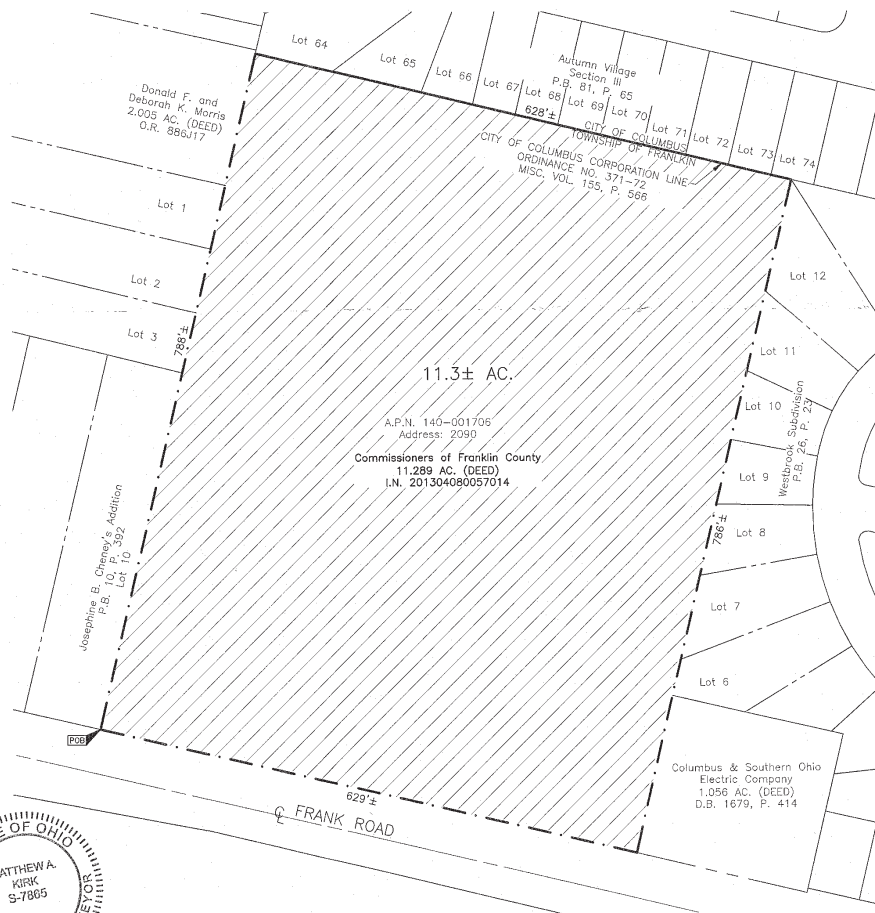 Lot 64
Lot 65
Lot 66
Lot 67
Lot 68
Lot 69
Lot 70
Lot 71
Lot 72
Lot 73
Lot 74
Autumn Village
Section III
P.B. 81, P. 65
628'±
CITY OF COLUMBUS
TOWNSHIP OF FRANLKIN
CITY OF COLUMBUS CORPORATION LINE
ORDINANCE NO. 371-72
MISC. VOL. 155, P. 566
Donald F. and
Deborah K. Morris
2.005 AC. (DEED)
O.R. 886J17
Lot 1
Lot 2
Lot 3
788'±
Josephine B. Cheney's Addition
P.B. 10, P. 392
Lot 10
11.3± AC.
A.P.N. 140-001706
Address: 2090
Commissioners of Franklin County
11.289 AC. (DEED)
I.N. 201304080057014
Lot 12
Lot 11
Lot 10
Lot 9
Lot 8
Lot 7
Lot 6
Westbrook Subdivision
P.B. 26, P. 23
786'±
Columbus & Southern Ohio
Electric Company
1.056 AC. (DEED)
D.B. 1679, P. 414
POB
629'±
℄ FRANK ROAD
E OF OHIO
ATTHEW A.
KIRK
S-7865
EYOR